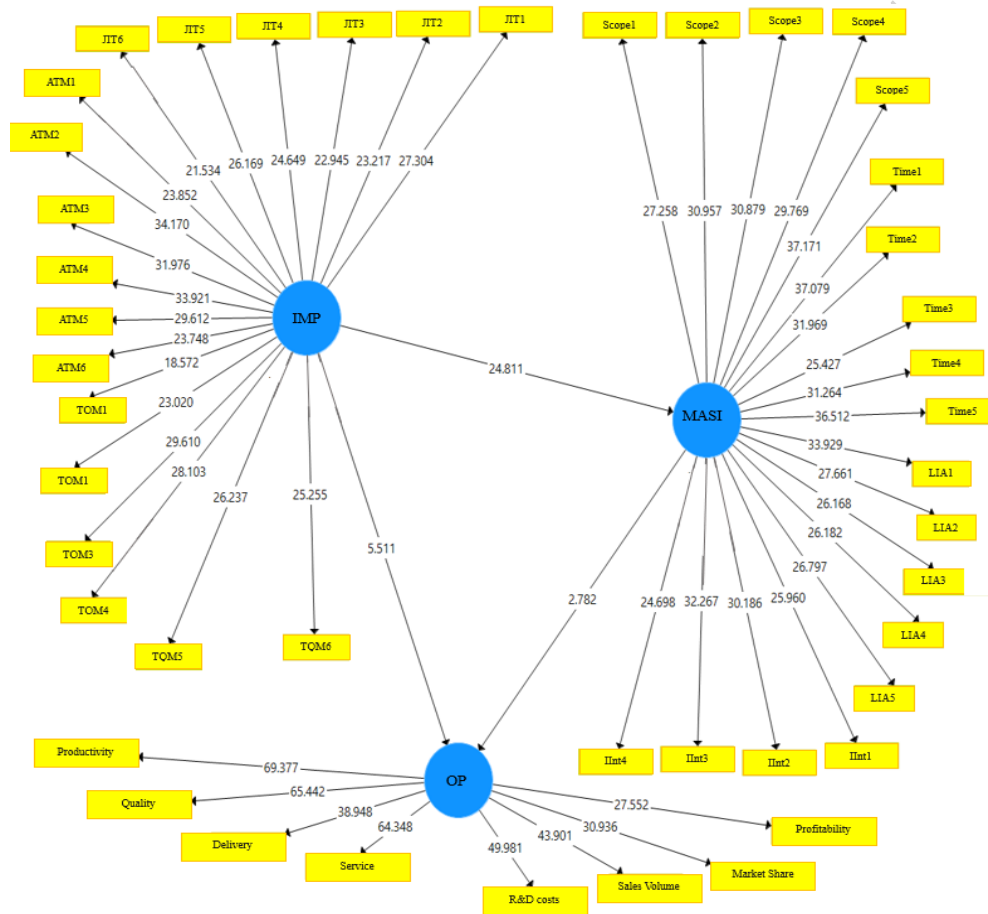 JIT6
JIT5
JIT4
JIT3
JIT2
JIT1
Scope1
Scope2
Scope3
Scope4
ATM1
Scope5
ATM2
21.534
26.169
24.649
22.945
23.217
27.304
Time1
23.852
ATM3
34.170
27.258
30.957
30.879
29.769
37.171
Time2
31.976
37.079
ATM4
33.921
31.969
Time3
ATM5
29.612
IMP
23.748
ATM6
18.572
24.811
25.427
Time4
31.264
TOM1
23.020
MASI
36.512
Time5
29.610
33.929
28.103
27.661
LIA1
TOM1
26.237
25.255
26.168
LIA2
26.182
TOM3
5.511
26.797
LIA3
2.782
24.698
32.267
30.186
25.960
TOM4
LIA4
TQM5
TQM6
LIA5
Productivity
IInt4
IInt3
IInt2
IInt1
69.377
OP
65.442
Quality
38.948
27.552
64.348
43.901
30.936
Profitability
Delivery
49.981
Service
Sales Volume
Market Share
R&D costs